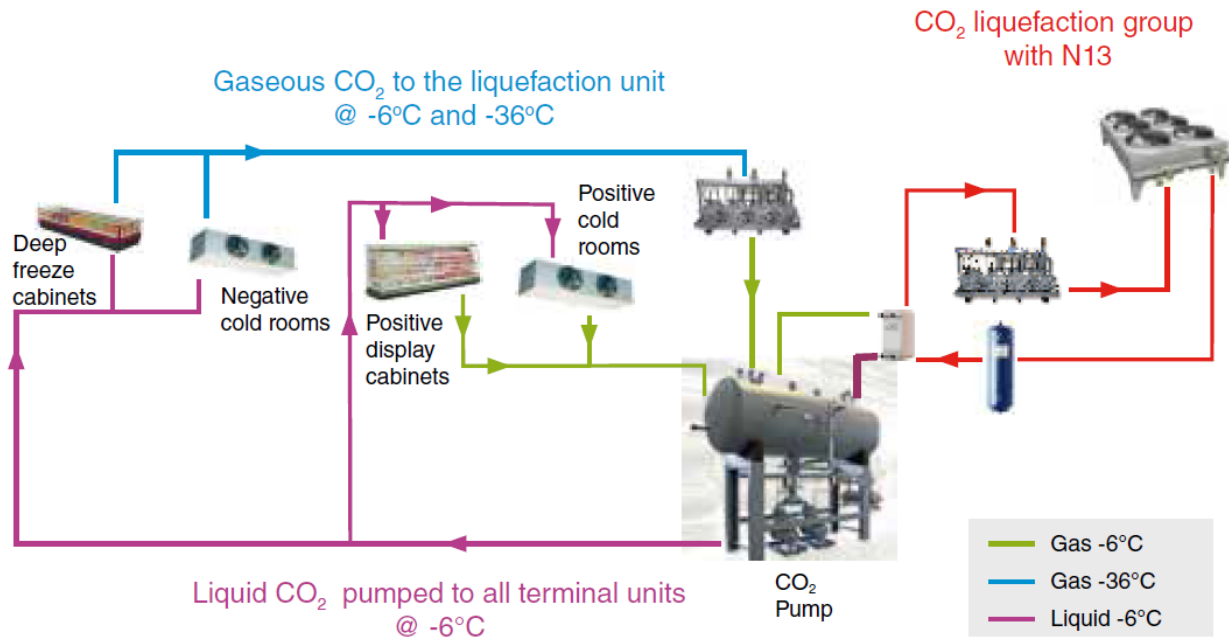 CO₂ liquefaction group
with N13
Gaseous CO₂ to the liquefaction unit
@ -6°C and -36°C
Deep
freeze
cabinets
Negative
cold rooms
Positive
display
cabinets
Positive
cold
rooms
CO₂
Pump
Liquid CO₂ pumped to all terminal units
@ -6°C
Gas -6°C
Gas -36°C
Liquid -6°C